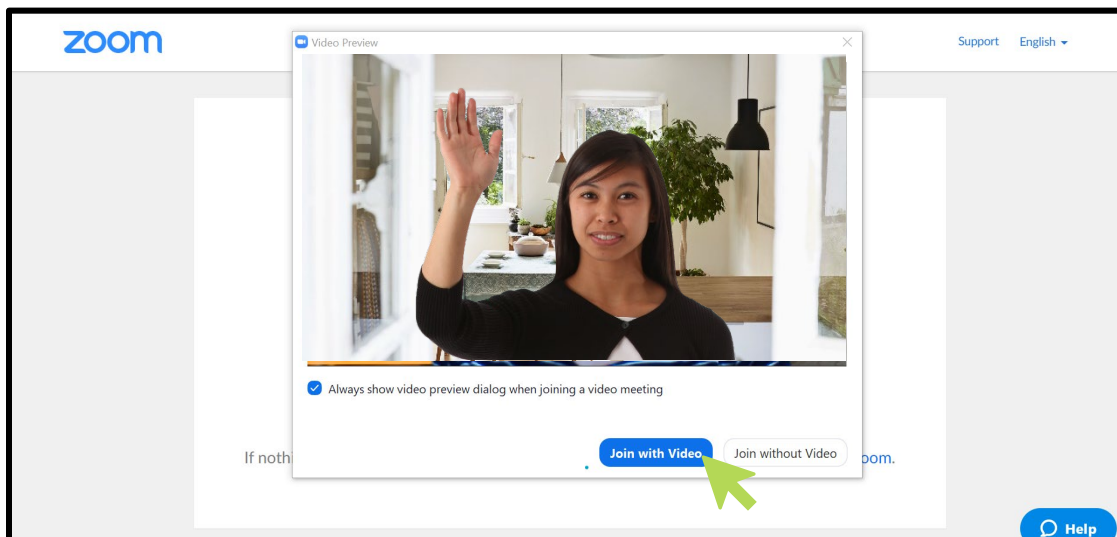 zoom
Support English
Video Preview
Always show video preview dialog when joining a video meeting
If noth
Join with Video
Join without Video
oom.
Help